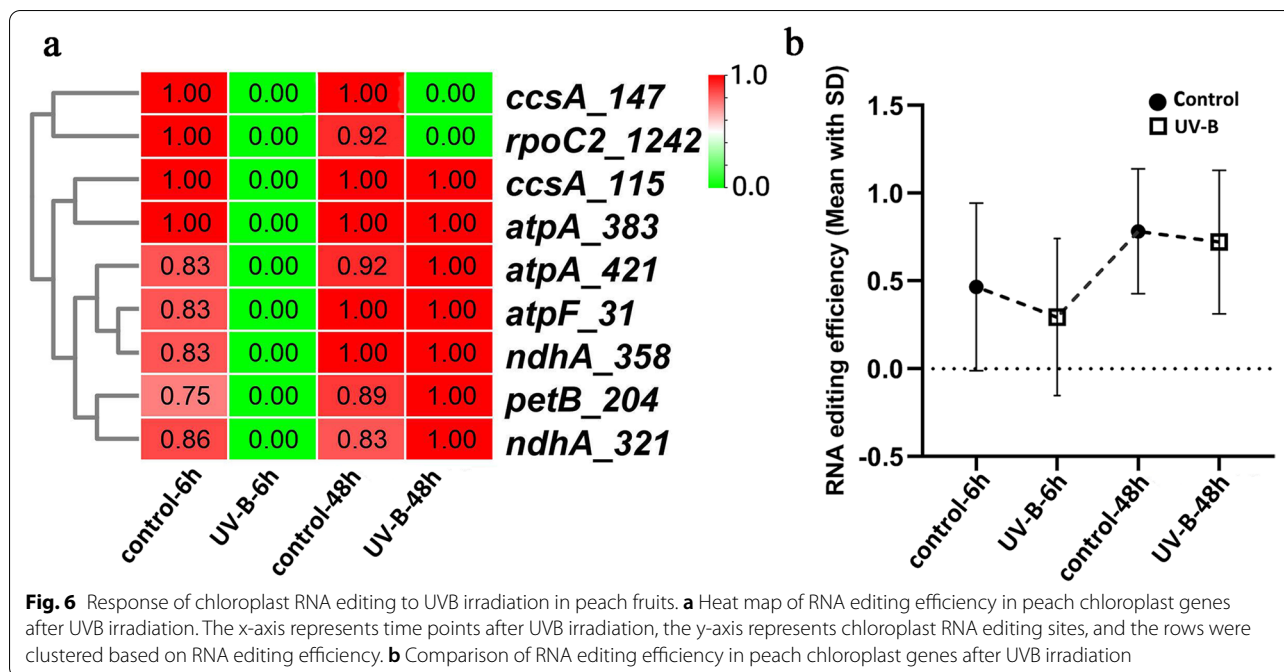 a
1.00 0.00 1.00 0.00 ccsA_147
1.00 0.00 0.92 0.00 rpoC2_1242
1.00 0.00 1.00 1.00 ccsA_115
1.00 0.00 1.00 1.00 atpA_383
0.83 0.00 0.92 1.00 atpA_421
0.83 0.00 1.00 1.00 atpF_31
0.83 0.00 1.00 1.00 ndhA_358
0.75 0.00 0.89 1.00 petB_204
0.86 0.00 0.83 1.00 ndhA_321
control-6h UV-B-6h control-48h UV-B-48h
1.0
0.0
b
Control
UV-B
RNA editing efficiency (Mean with SD)
1.5
1.0
0.5
0.0
-0.5
control-6h UV-B-6h control-48h UV-B-48h
Fig. 6 Response of chloroplast RNA editing to UVB irradiation in peach fruits. a Heat map of RNA editing efficiency in peach chloroplast genes
after UVB irradiation. The x-axis represents time points after UVB irradiation, the y-axis represents chloroplast RNA editing sites, and the rows were
clustered based on RNA editing efficiency. b Comparison of RNA editing efficiency in peach chloroplast genes after UVB irradiation